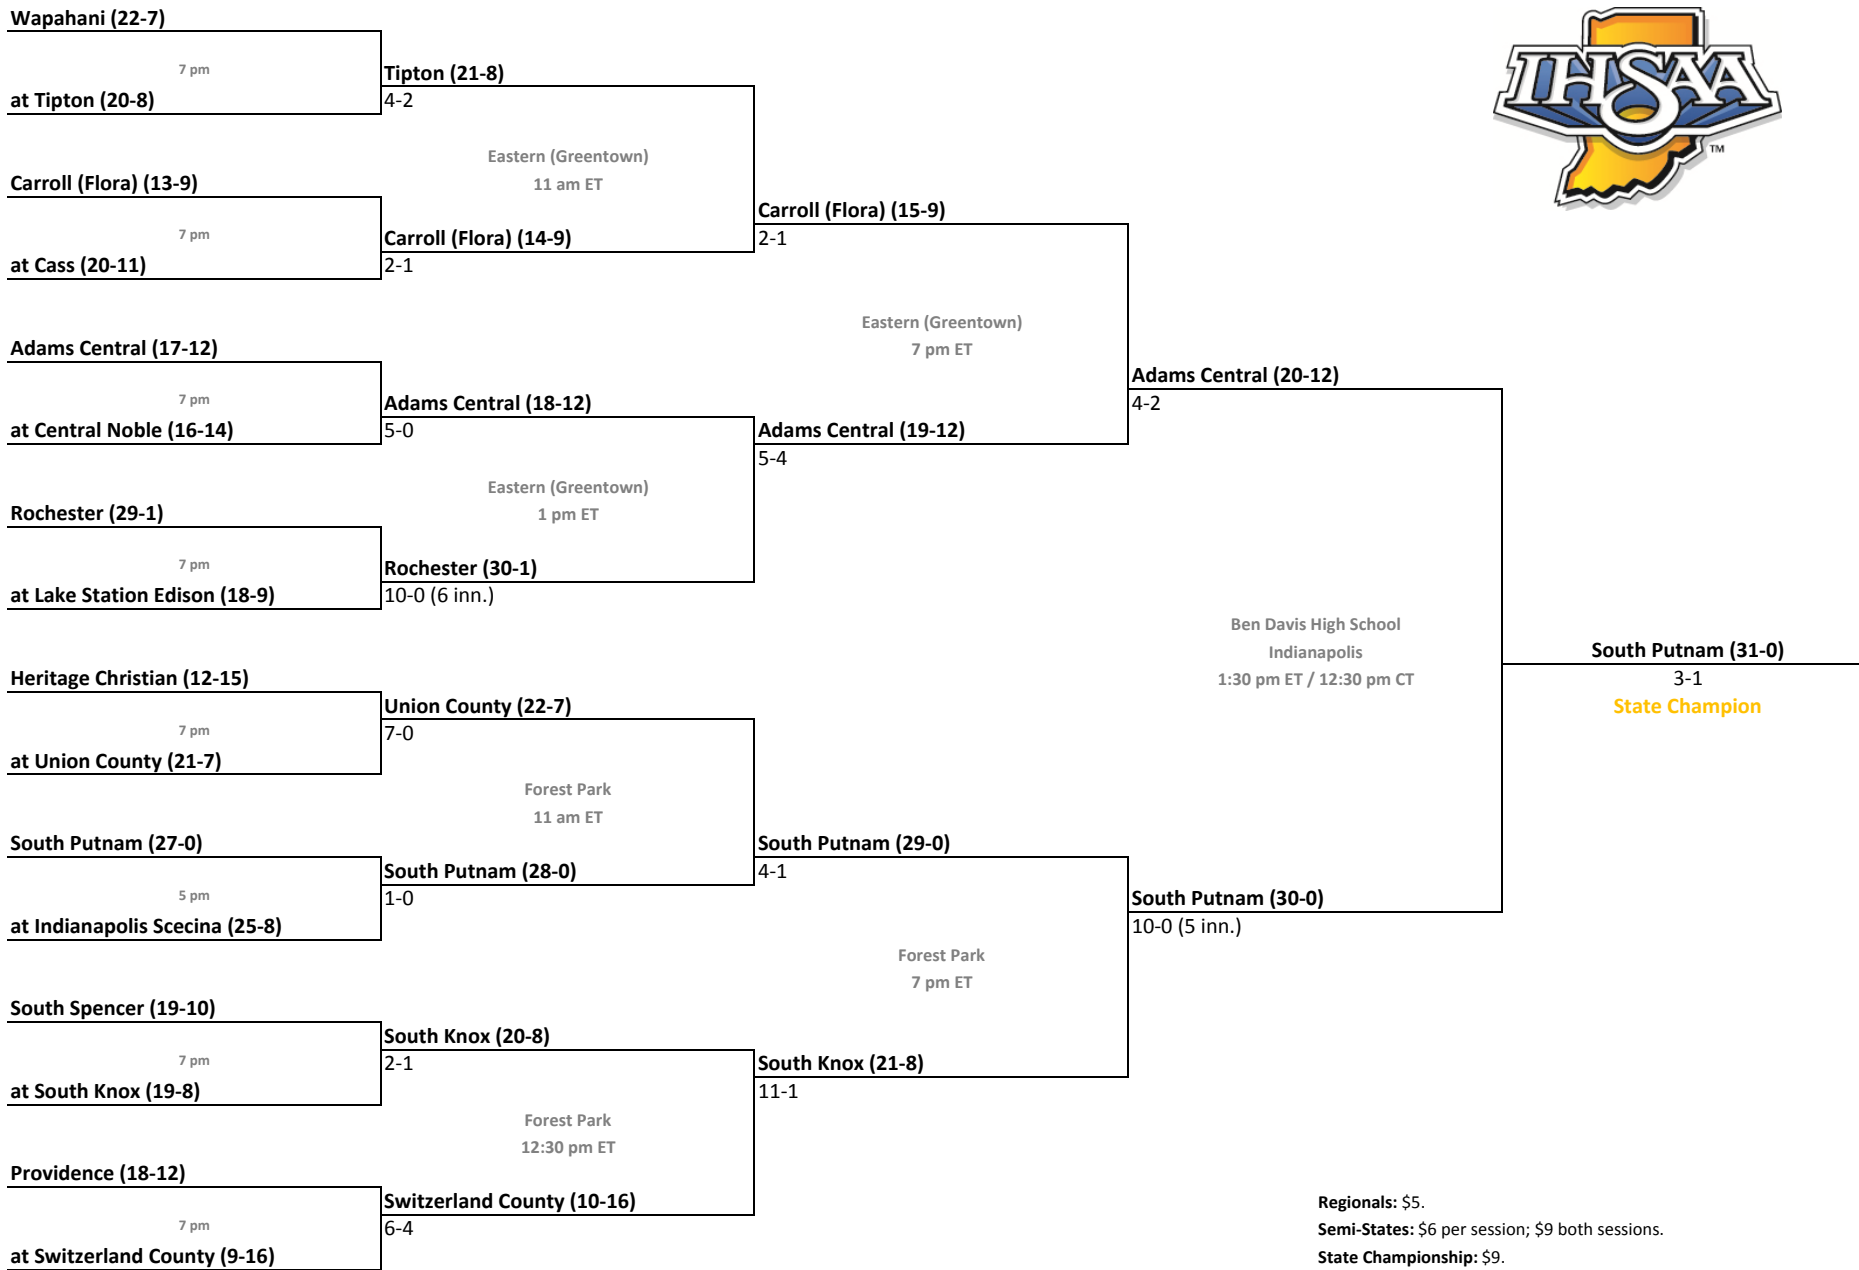 Wapahani (22-7)
7 pm
at Tipton (20-8)
Tipton (21-8)
4-2
Eastern (Greentown)
11 am ET
Carroll (Flora) (13-9)
7 pm
at Cass (20-11)
Carroll (Flora) (14-9)
2-1
Carroll (Flora) (15-9)
2-1
Eastern (Greentown)
7 pm ET
Adams Central (17-12)
7 pm
at Central Noble (16-14)
Adams Central (18-12)
5-0
Eastern (Greentown)
1 pm ET
Adams Central (19-12)
5-4
Rochester (29-1)
7 pm
at Lake Station Edison (18-9)
Rochester (30-1)
10-0 (6 inn.)
Adams Central (20-12)
4-2
Ben Davis High School
Indianapolis
1:30 pm ET / 12:30 pm CT
South Putnam (31-0)
3-1
State Champion
Heritage Christian (12-15)
7 pm
at Union County (21-7)
Union County (22-7)
7-0
Forest Park
11 am ET
South Putnam (27-0)
5 pm
at Indianapolis Scecina (25-8)
South Putnam (28-0)
1-0
South Putnam (29-0)
4-1
Forest Park
7 pm ET
South Putnam (30-0)
10-0 (5 inn.)
South Spencer (19-10)
7 pm
at South Knox (19-8)
South Knox (20-8)
2-1
Forest Park
12:30 pm ET
South Knox (21-8)
11-1
Providence (18-12)
7 pm
at Switzerland County (9-16)
Switzerland County (10-16)
6-4
IHSAA
TM
Regionals: $5.
Semi-States: $6 per session; $9 both sessions.
State Championship: $9.